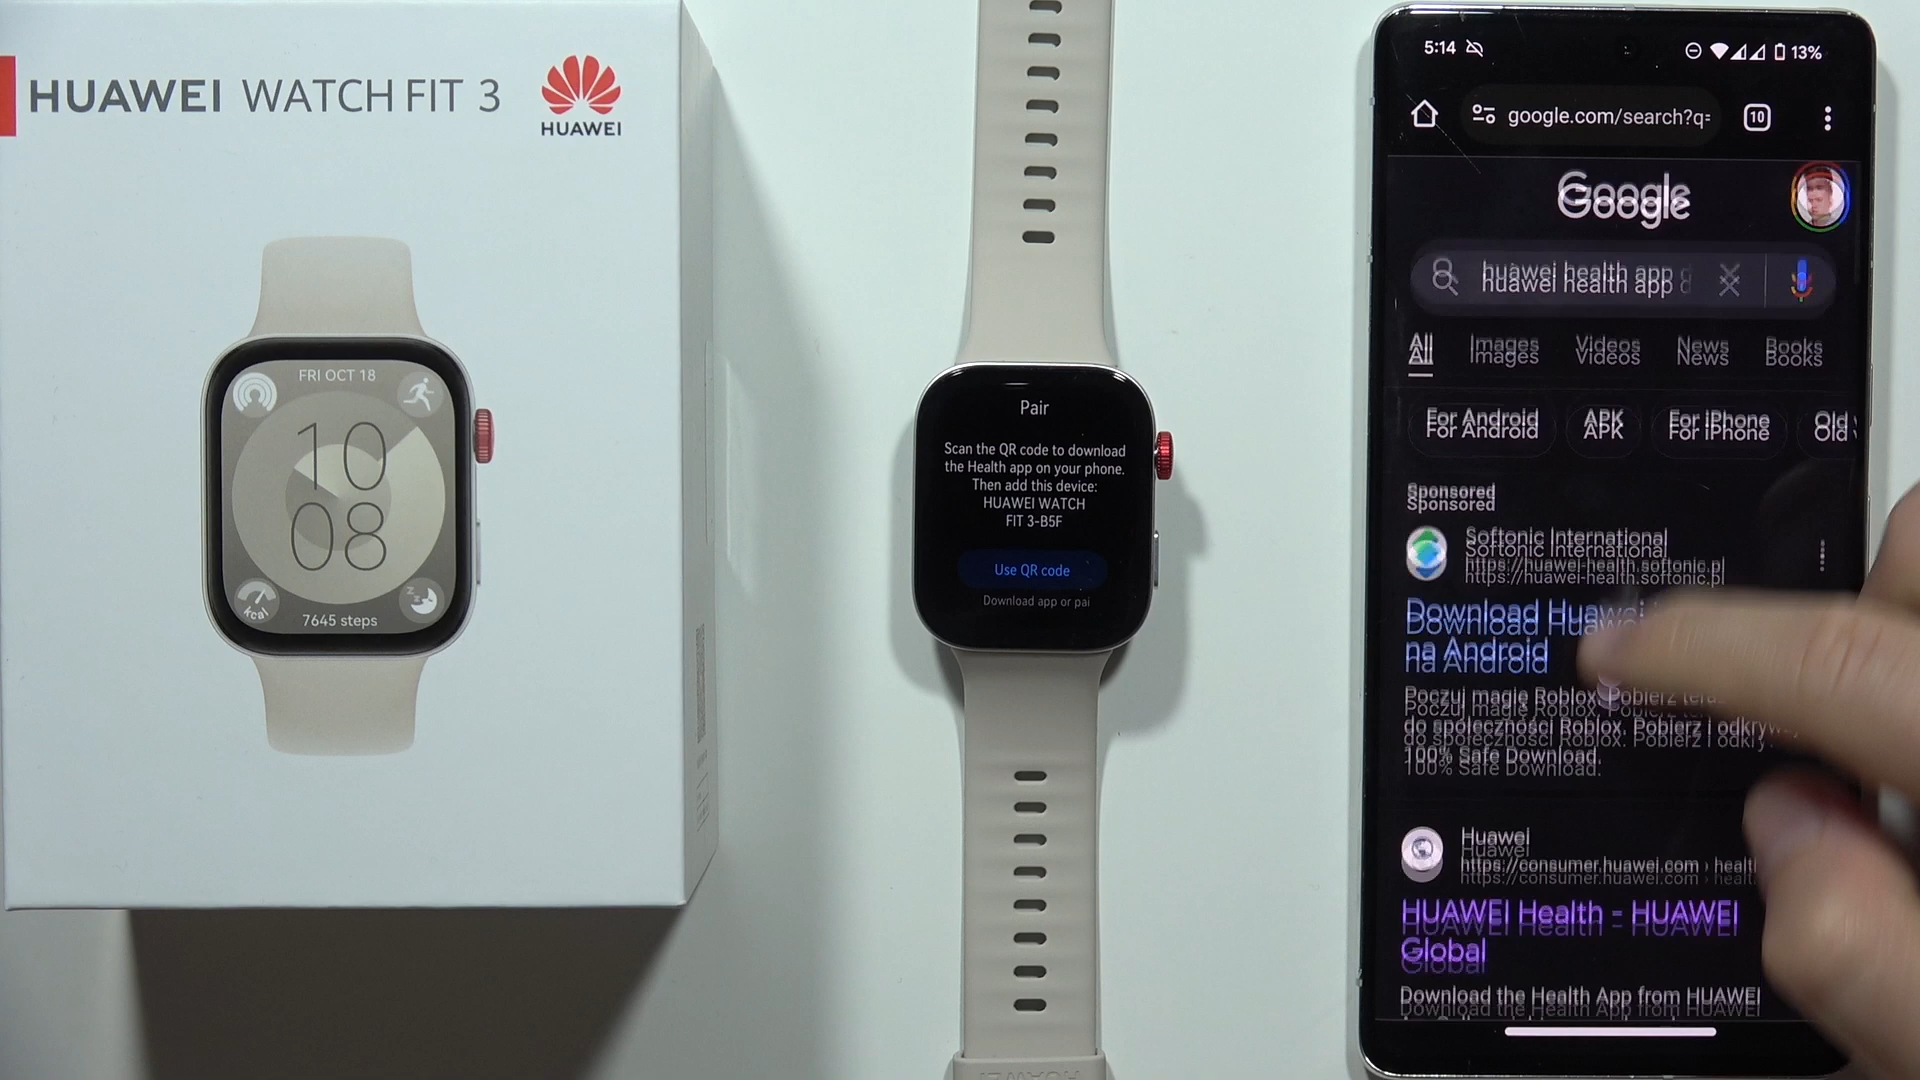 HUAWEI WATCH FIT 3
HUAWEI
FRI OCT 18
10
08
kcal
7645 steps
Pair
Scan the QR code to download
the Health app on your phone.
Then add this device:
HUAWEI WATCH
FIT 3-B5F
Use QR code
Download app or pai
5:14
13%
google.com/search?q=
10
Google
huawei health app d
All
Images
Videos
News
Books
For Android
APK
For iPhone
Old
Sponsored
Softonic International
https://huawei-health.softonic.pl
Download Huawei
na Android
Poczuj magię Roblox. Pobierz
do społeczności Roblox. Pobierz i
100% Safe Download.
Huawei
https://consumer.huawei.com › healt
HUAWEI Health - HUAWEI
Global
Download the Health App from HUAWEI